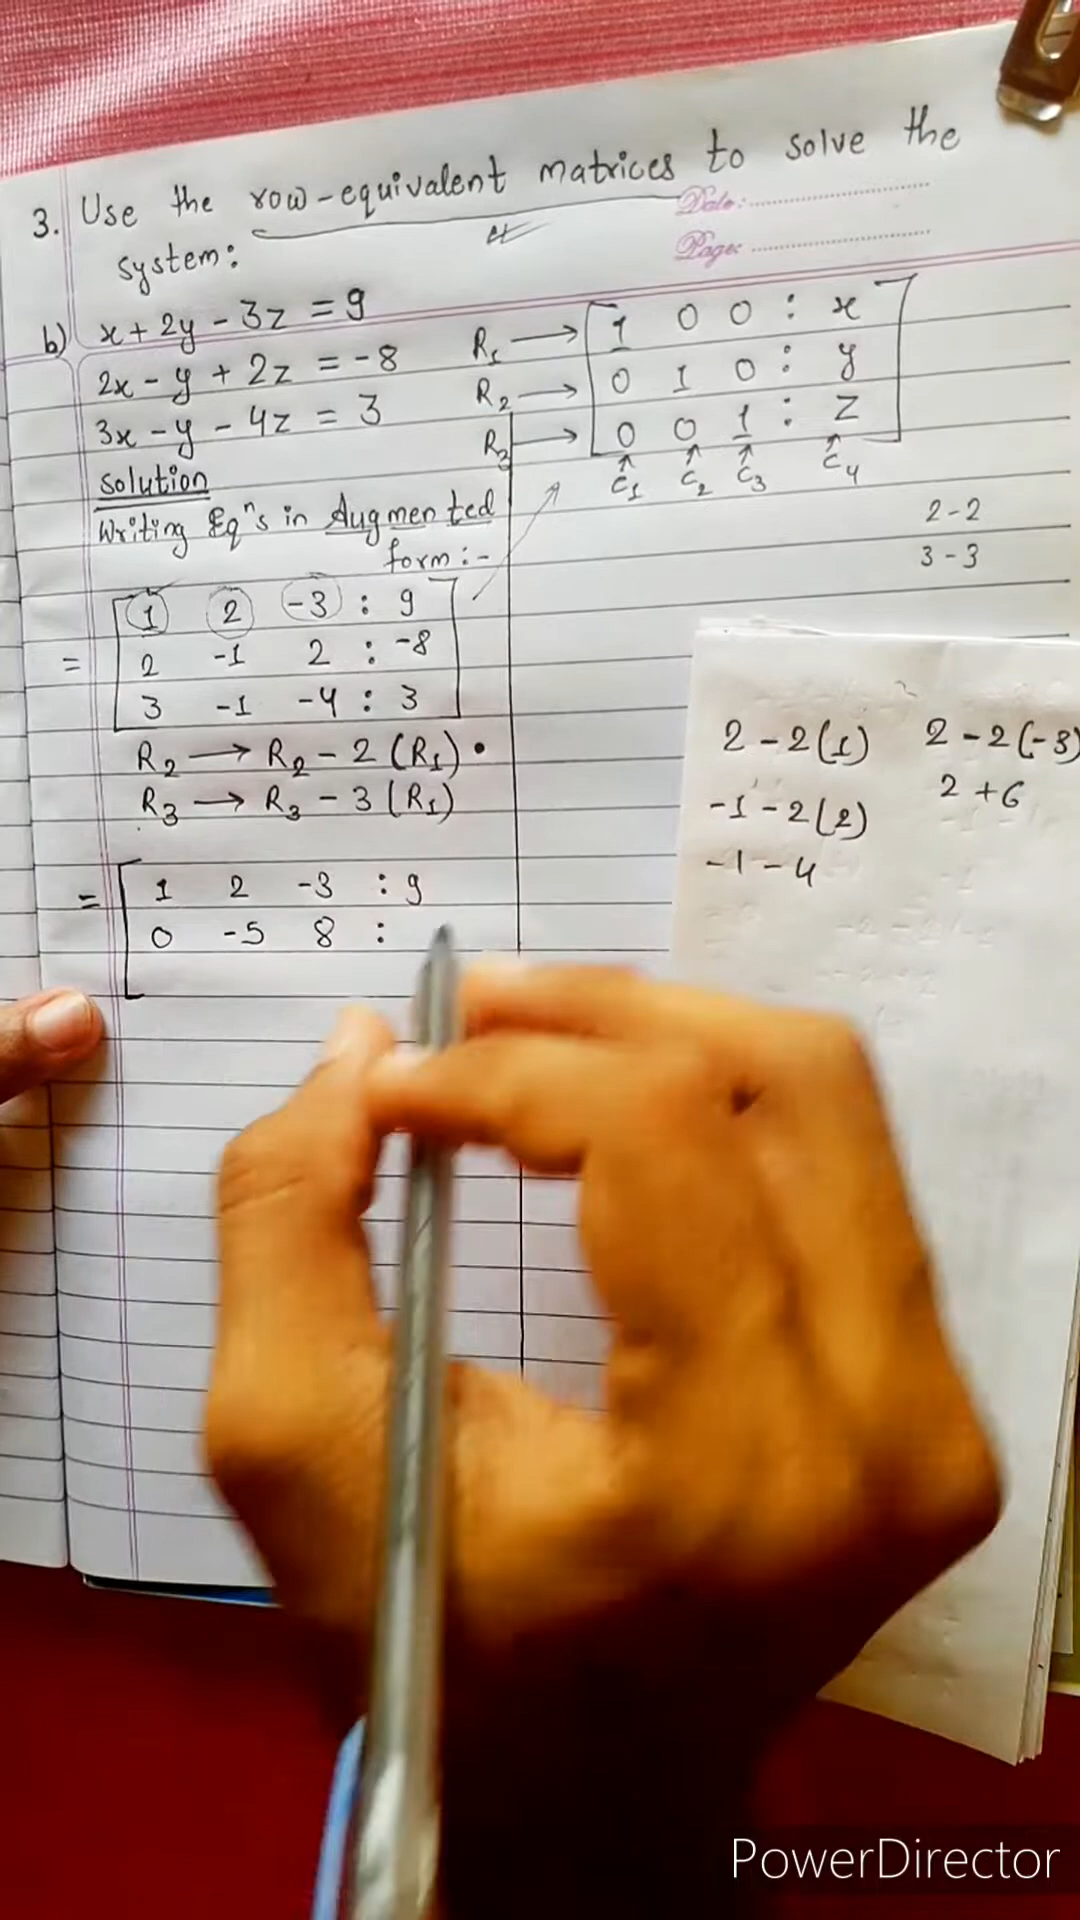 3. Use the row-equivalent matrices to solve the
Date:
system:
Page:
b) x + 2y - 3z = 9
2x - y + 2z = -8
3x - y - 4z = 3
R₁ → 1 0 0 : x
R₂ → 0 1 0 : y
R₃ → 0 0 1 : z
C₁ C₂ C₃ C₄
solution
Writing Eqⁿs in Augmented
form :-
2 - 2
3 - 3
1 2 -3 : 9
= 2 -1 2 : -8
3 -1 -4 : 3
R₂ → R₂ - 2 (R₁) •
R₃ → R₃ - 3 (R₁)
= 1 2 -3 : 9
0 -5 8 :
2 - 2(1) 2 - 2(-3)
2 + 6
-1 - 2(2)
-1 - 4
PowerDirector